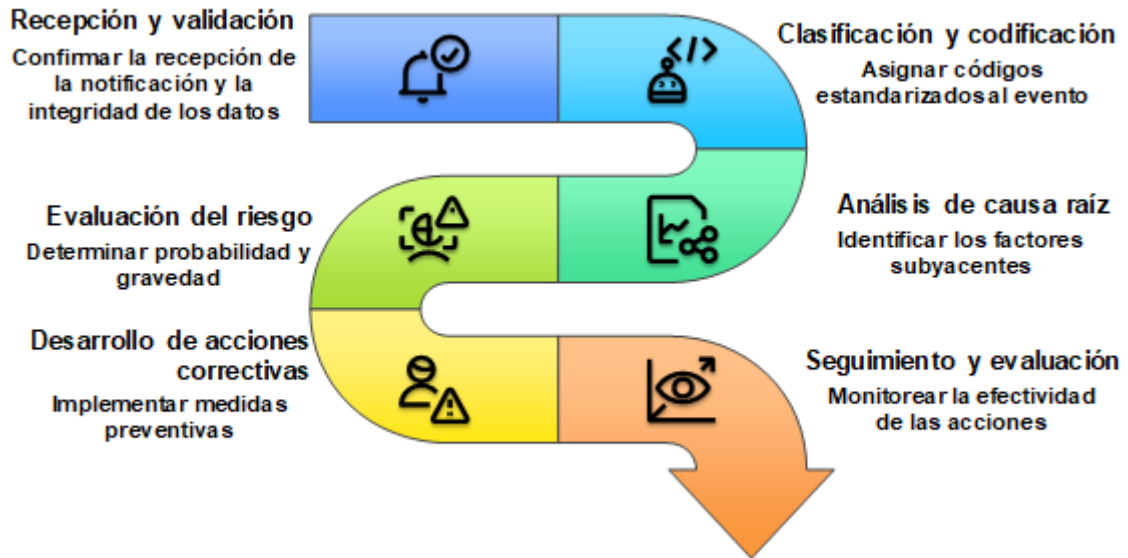 Recepción y validación
Confirmar la recepción de
la notificación y la
integridad de los datos
Clasificación y codificación
Asignar códigos
estandarizados al evento
Análisis de causa raíz
Identificar los factores
subyacentes
Evaluación del riesgo
Determinar probabilidad y
gravedad
Desarrollo de acciones
correctivas
Implementar medidas
preventivas
Seguimiento y evaluación
Monitorear la efectividad
de las acciones